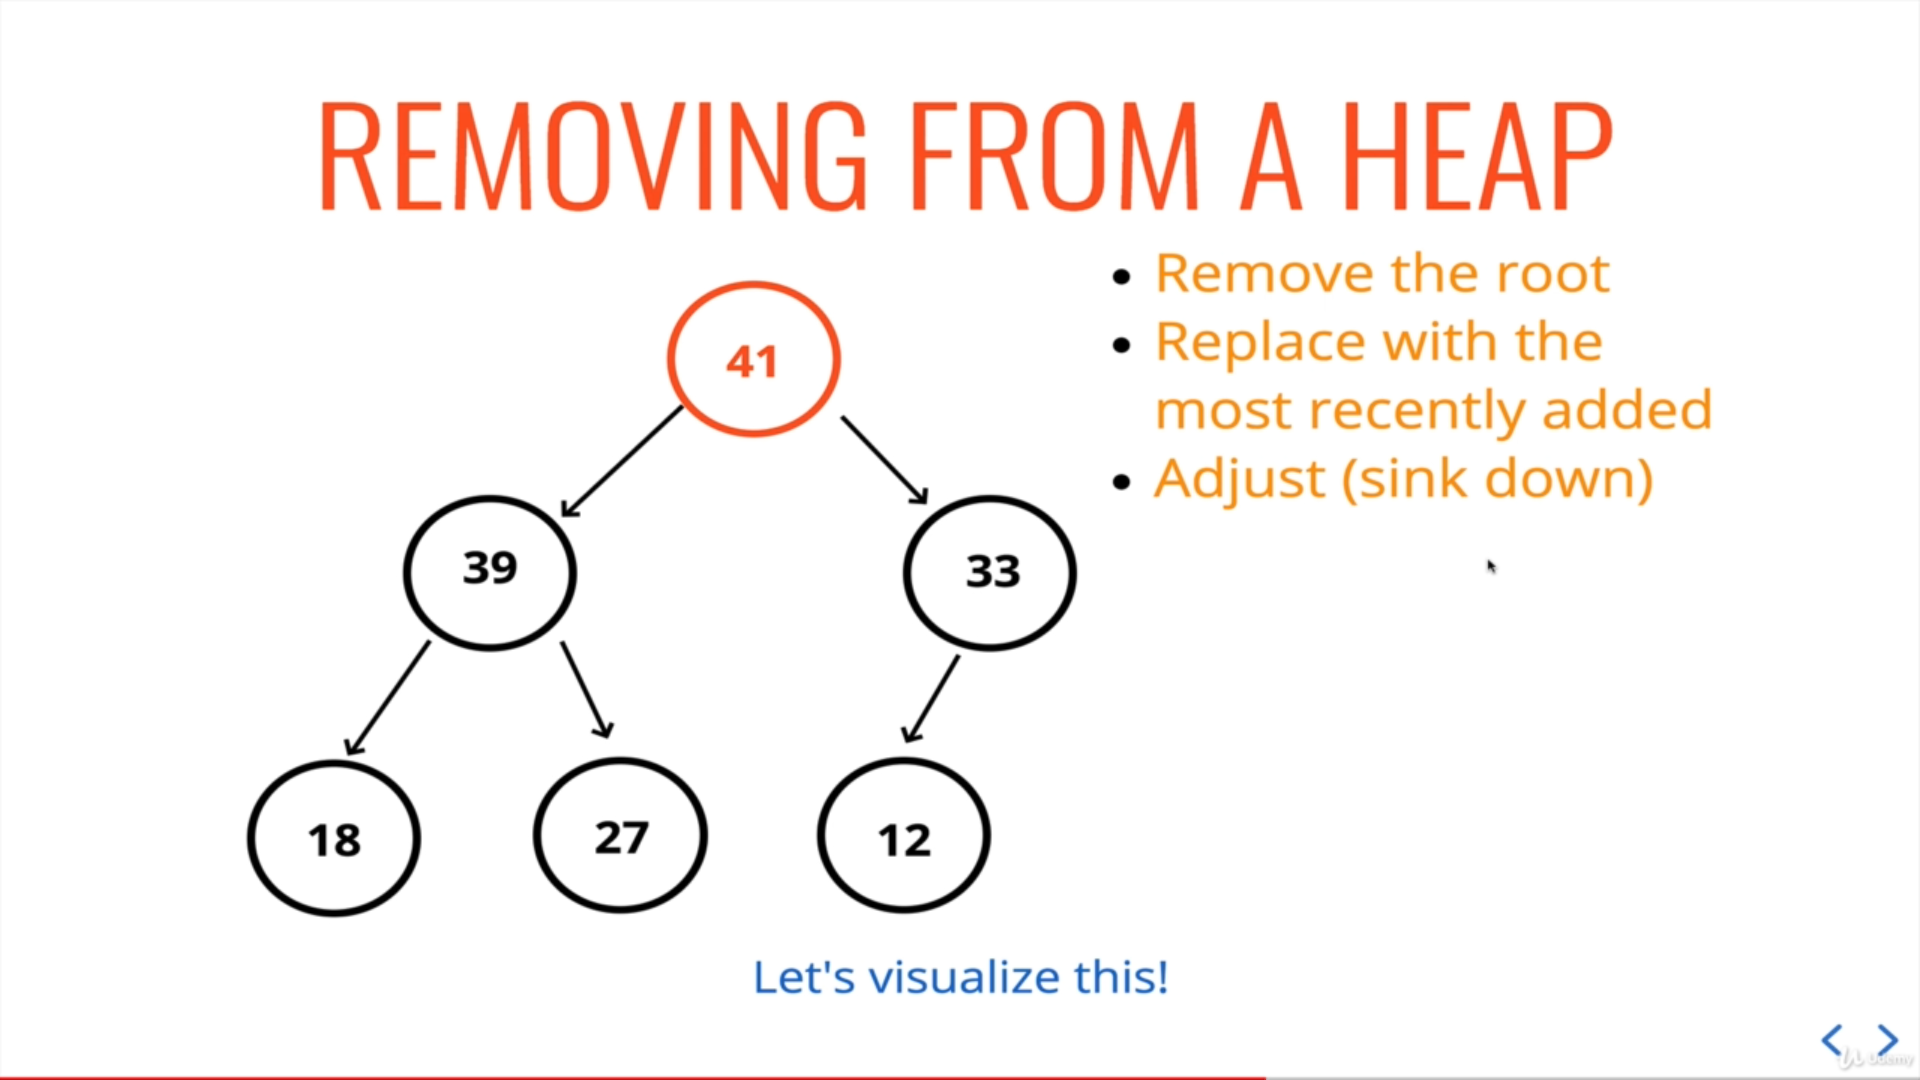 REMOVING FROM A HEAP
Remove the root
Replace with the
most recently added
Adjust (sink down)
41
39
33
18
27
12
Let's visualize this!
Udemy